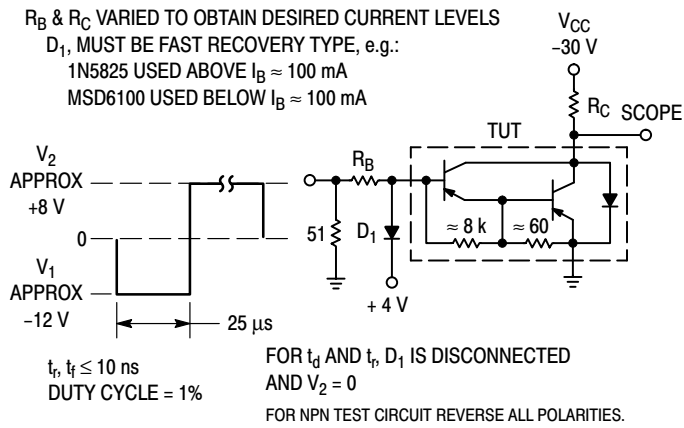 R_B & R_C VARIED TO OBTAIN DESIRED CURRENT LEVELS
D_1, MUST BE FAST RECOVERY TYPE, e.g.:
1N5825 USED ABOVE I_B ≈ 100 mA
MSD6100 USED BELOW I_B ≈ 100 mA
V_CC
−30 V
R_C
SCOPE
TUT
V_2
APPROX
+8 V
0
V_1
APPROX
−12 V
25 μs
R_B
51
D_1
+ 4 V
≈ 8 k
≈ 60
t_r, t_f ≤ 10 ns
DUTY CYCLE = 1%
FOR t_d AND t_r, D_1 IS DISCONNECTED
AND V_2 = 0
FOR NPN TEST CIRCUIT REVERSE ALL POLARITIES.